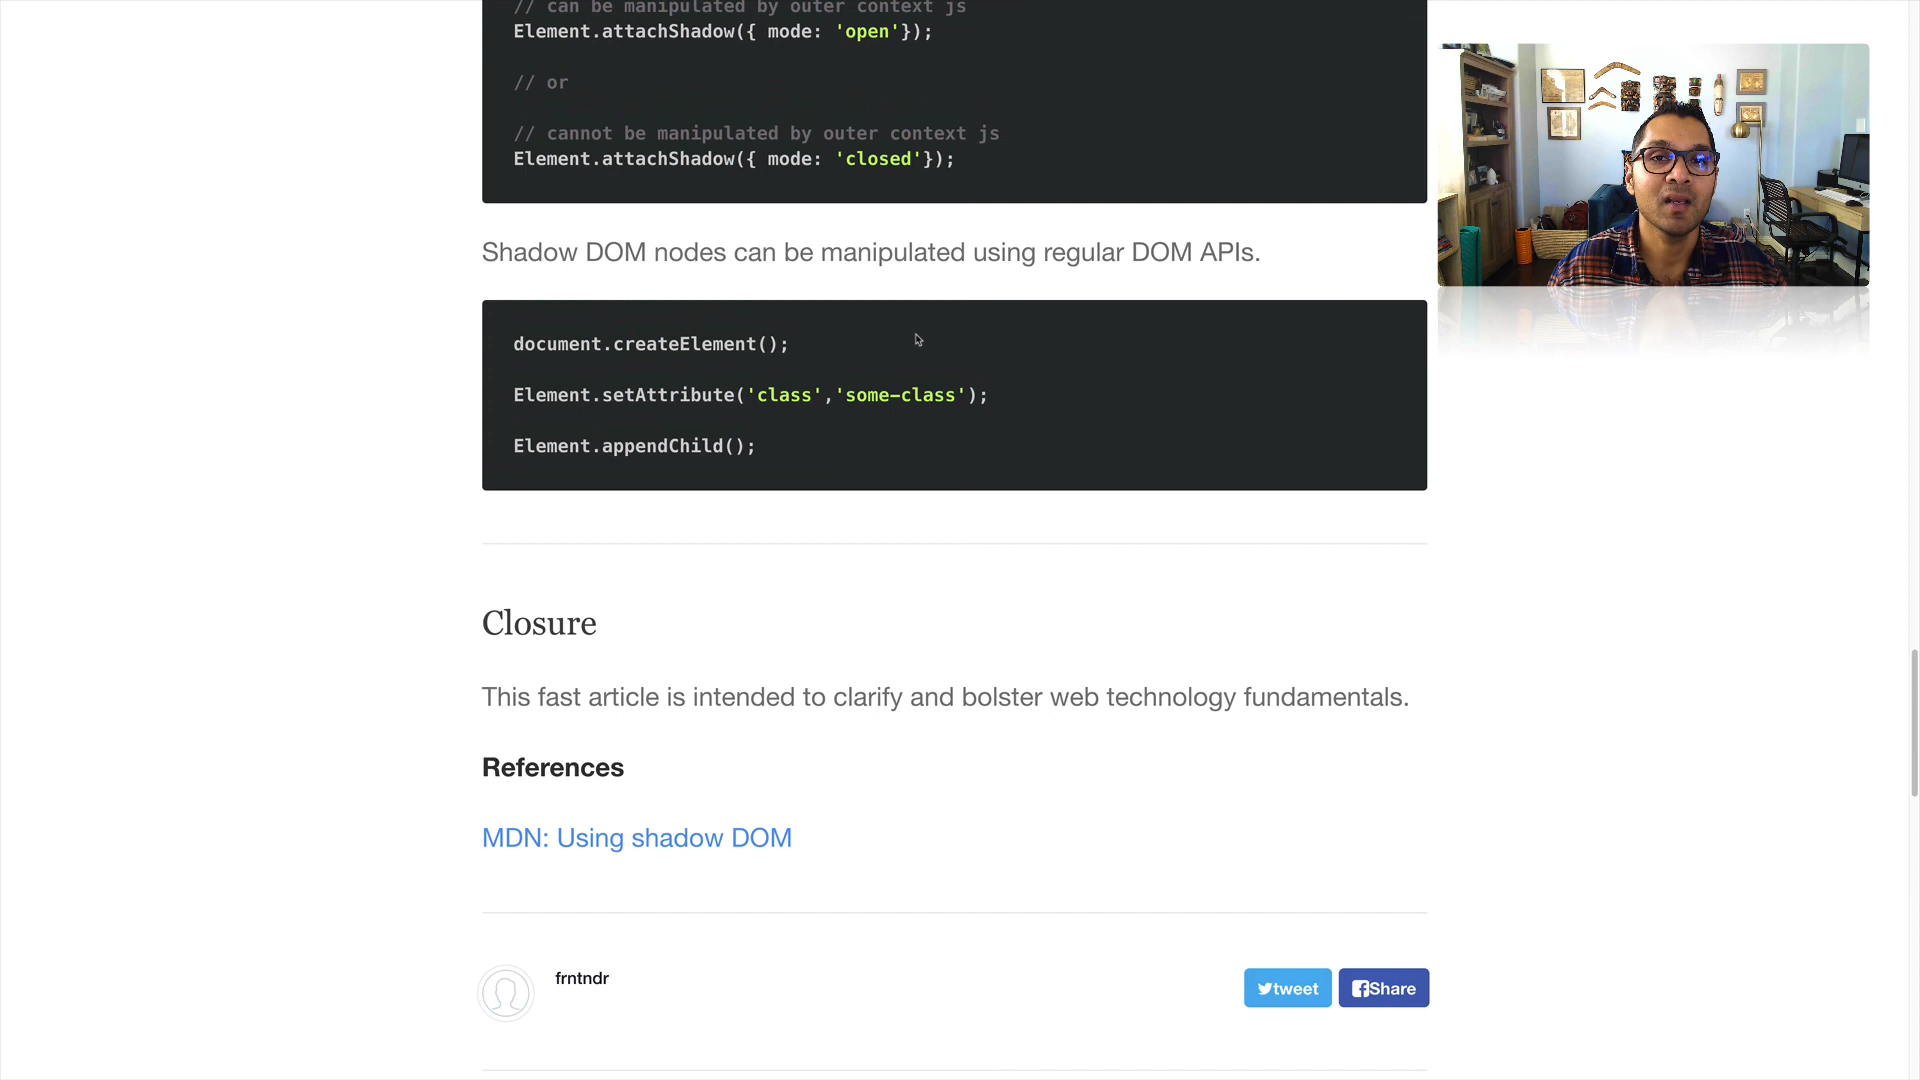 // can be manipulated by outer context js
Element.attachShadow({ mode: 'open'});
// or
// cannot be manipulated by outer context js
Element.attachShadow({ mode: 'closed'});
Shadow DOM nodes can be manipulated using regular DOM APIs.
document.createElement();
Element.setAttribute('class','some-class');
Element.appendChild();
Closure
This fast article is intended to clarify and bolster web technology fundamentals.
References
MDN: Using shadow DOM
frntndr
tweet
Share